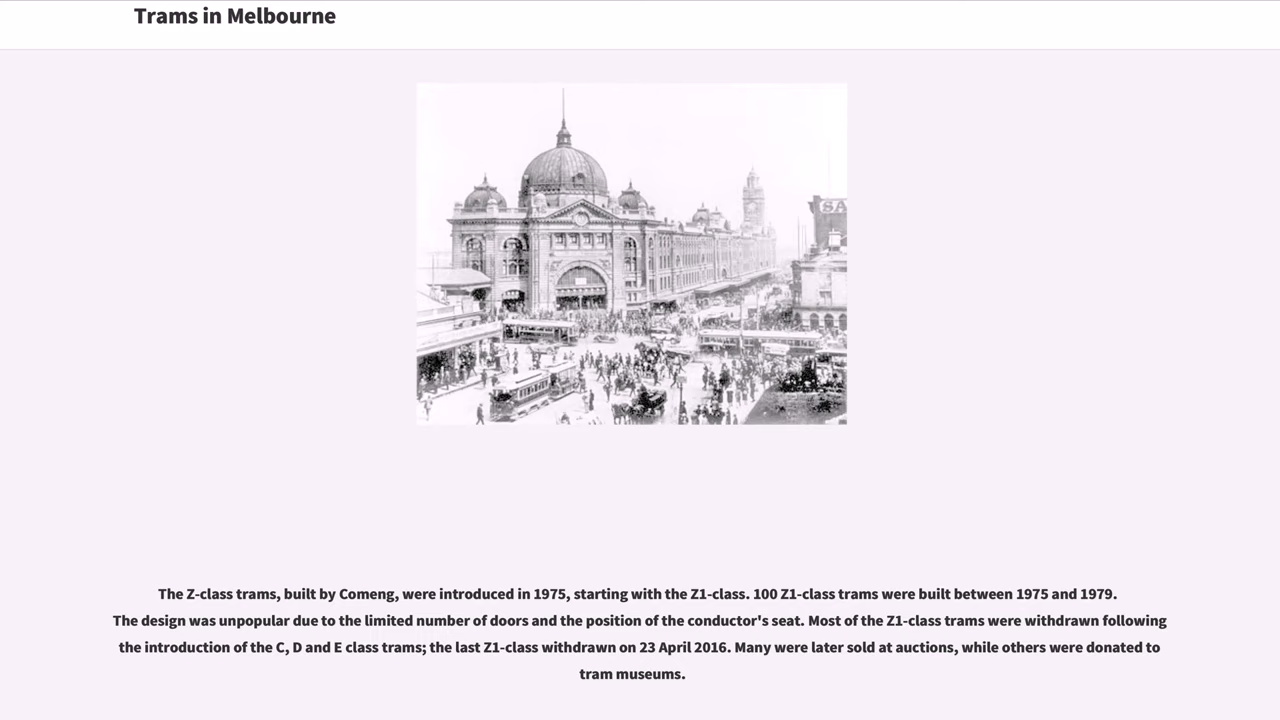 Trams in Melbourne
SA
The Z-class trams, built by Comeng, were introduced in 1975, starting with the Z1-class. 100 Z1-class trams were built between 1975 and 1979.
The design was unpopular due to the limited number of doors and the position of the conductor's seat. Most of the Z1-class trams were withdrawn following
the introduction of the C, D and E class trams; the last Z1-class withdrawn on 23 April 2016. Many were later sold at auctions, while others were donated to
tram museums.